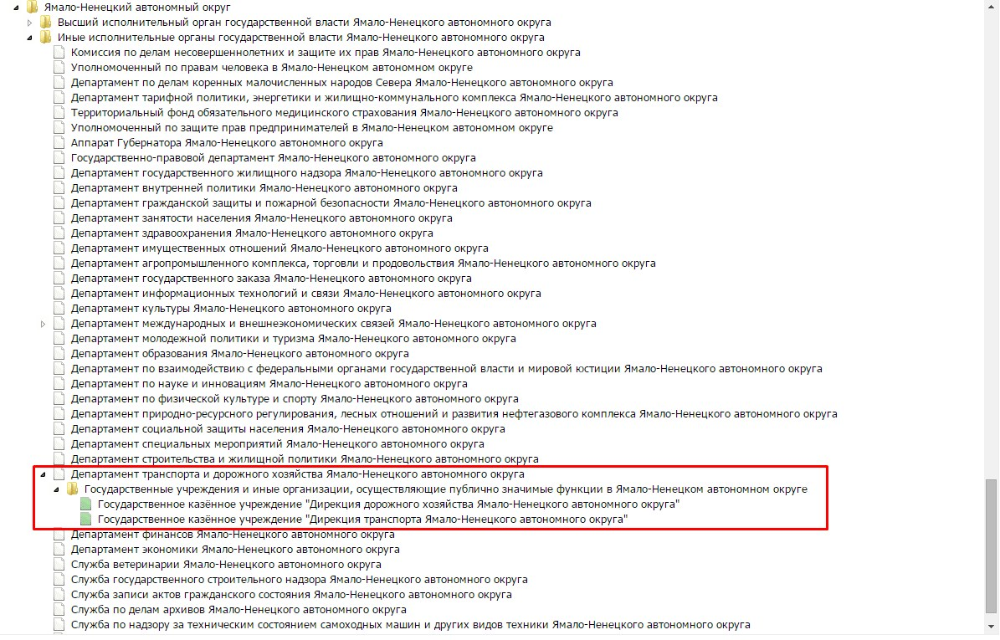 Ямало-Ненецкий автономный округ
Высший исполнительный орган государственной власти Ямало-Ненецкого автономного округа
Иные исполнительные органы государственной власти Ямало-Ненецкого автономного округа
Комиссия по делам несовершеннолетних и защите их прав Ямало-Ненецкого автономного округа
Уполномоченный по правам человека в Ямало-Ненецком автономном округе
Департамент по делам коренных малочисленных народов Севера Ямало-Ненецкого автономного округа
Департамент тарифной политики, энергетики и жилищно-коммунального комплекса Ямало-Ненецкого автономного округа
Территориальный фонд обязательного медицинского страхования Ямало-Ненецкого автономного округа
Уполномоченный по защите прав предпринимателей в Ямало-Ненецком автономном округе
Аппарат Губернатора Ямало-Ненецкого автономного округа
Государственно-правовой департамент Ямало-Ненецкого автономного округа
Департамент государственного жилищного надзора Ямало-Ненецкого автономного округа
Департамент внутренней политики Ямало-Ненецкого автономного округа
Департамент гражданской защиты и пожарной безопасности Ямало-Ненецкого автономного округа
Департамент занятости населения Ямало-Ненецкого автономного округа
Департамент здравоохранения Ямало-Ненецкого автономного округа
Департамент имущественных отношений Ямало-Ненецкого автономного округа
Департамент агропромышленного комплекса, торговли и продовольствия Ямало-Ненецкого автономного округа
Департамент государственного заказа Ямало-Ненецкого автономного округа
Департамент информационных технологий и связи Ямало-Ненецкого автономного округа
Департамент культуры Ямало-Ненецкого автономного округа
Департамент международных и внешнеэкономических связей Ямало-Ненецкого автономного округа
Департамент молодежной политики и туризма Ямало-Ненецкого автономного округа
Департамент образования Ямало-Ненецкого автономного округа
Департамент по взаимодействию с федеральными органами государственной власти и мировой юстиции Ямало-Ненецкого автономного округа
Департамент по науке и инновациям Ямало-Ненецкого автономного округа
Департамент по физической культуре и спорту Ямало-Ненецкого автономного округа
Департамент природно-ресурсного регулирования, лесных отношений и развития нефтегазового комплекса Ямало-Ненецкого автономного округа
Департамент социальной защиты населения Ямало-Ненецкого автономного округа
Департамент специальных мероприятий Ямало-Ненецкого автономного округа
Департамент строительства и жилищной политики Ямало-Ненецкого автономного округа
Департамент транспорта и дорожного хозяйства Ямало-Ненецкого автономного округа
Государственные учреждения и иные организации, осуществляющие публично значимые функции в Ямало-Ненецком автономном округе
Государственное казённое учреждение "Дирекция дорожного хозяйства Ямало-Ненецкого автономного округа"
Государственное казённое учреждение "Дирекция транспорта Ямало-Ненецкого автономного округа"
Департамент финансов Ямало-Ненецкого автономного округа
Департамент экономики Ямало-Ненецкого автономного округа
Служба ветеринарии Ямало-Ненецкого автономного округа
Служба государственного строительного надзора Ямало-Ненецкого автономного округа
Служба записи актов гражданского состояния Ямало-Ненецкого автономного округа
Служба по делам архивов Ямало-Ненецкого автономного округа
Служба по надзору за техническим состоянием самоходных машин и других видов техники Ямало-Ненецкого автономного округа